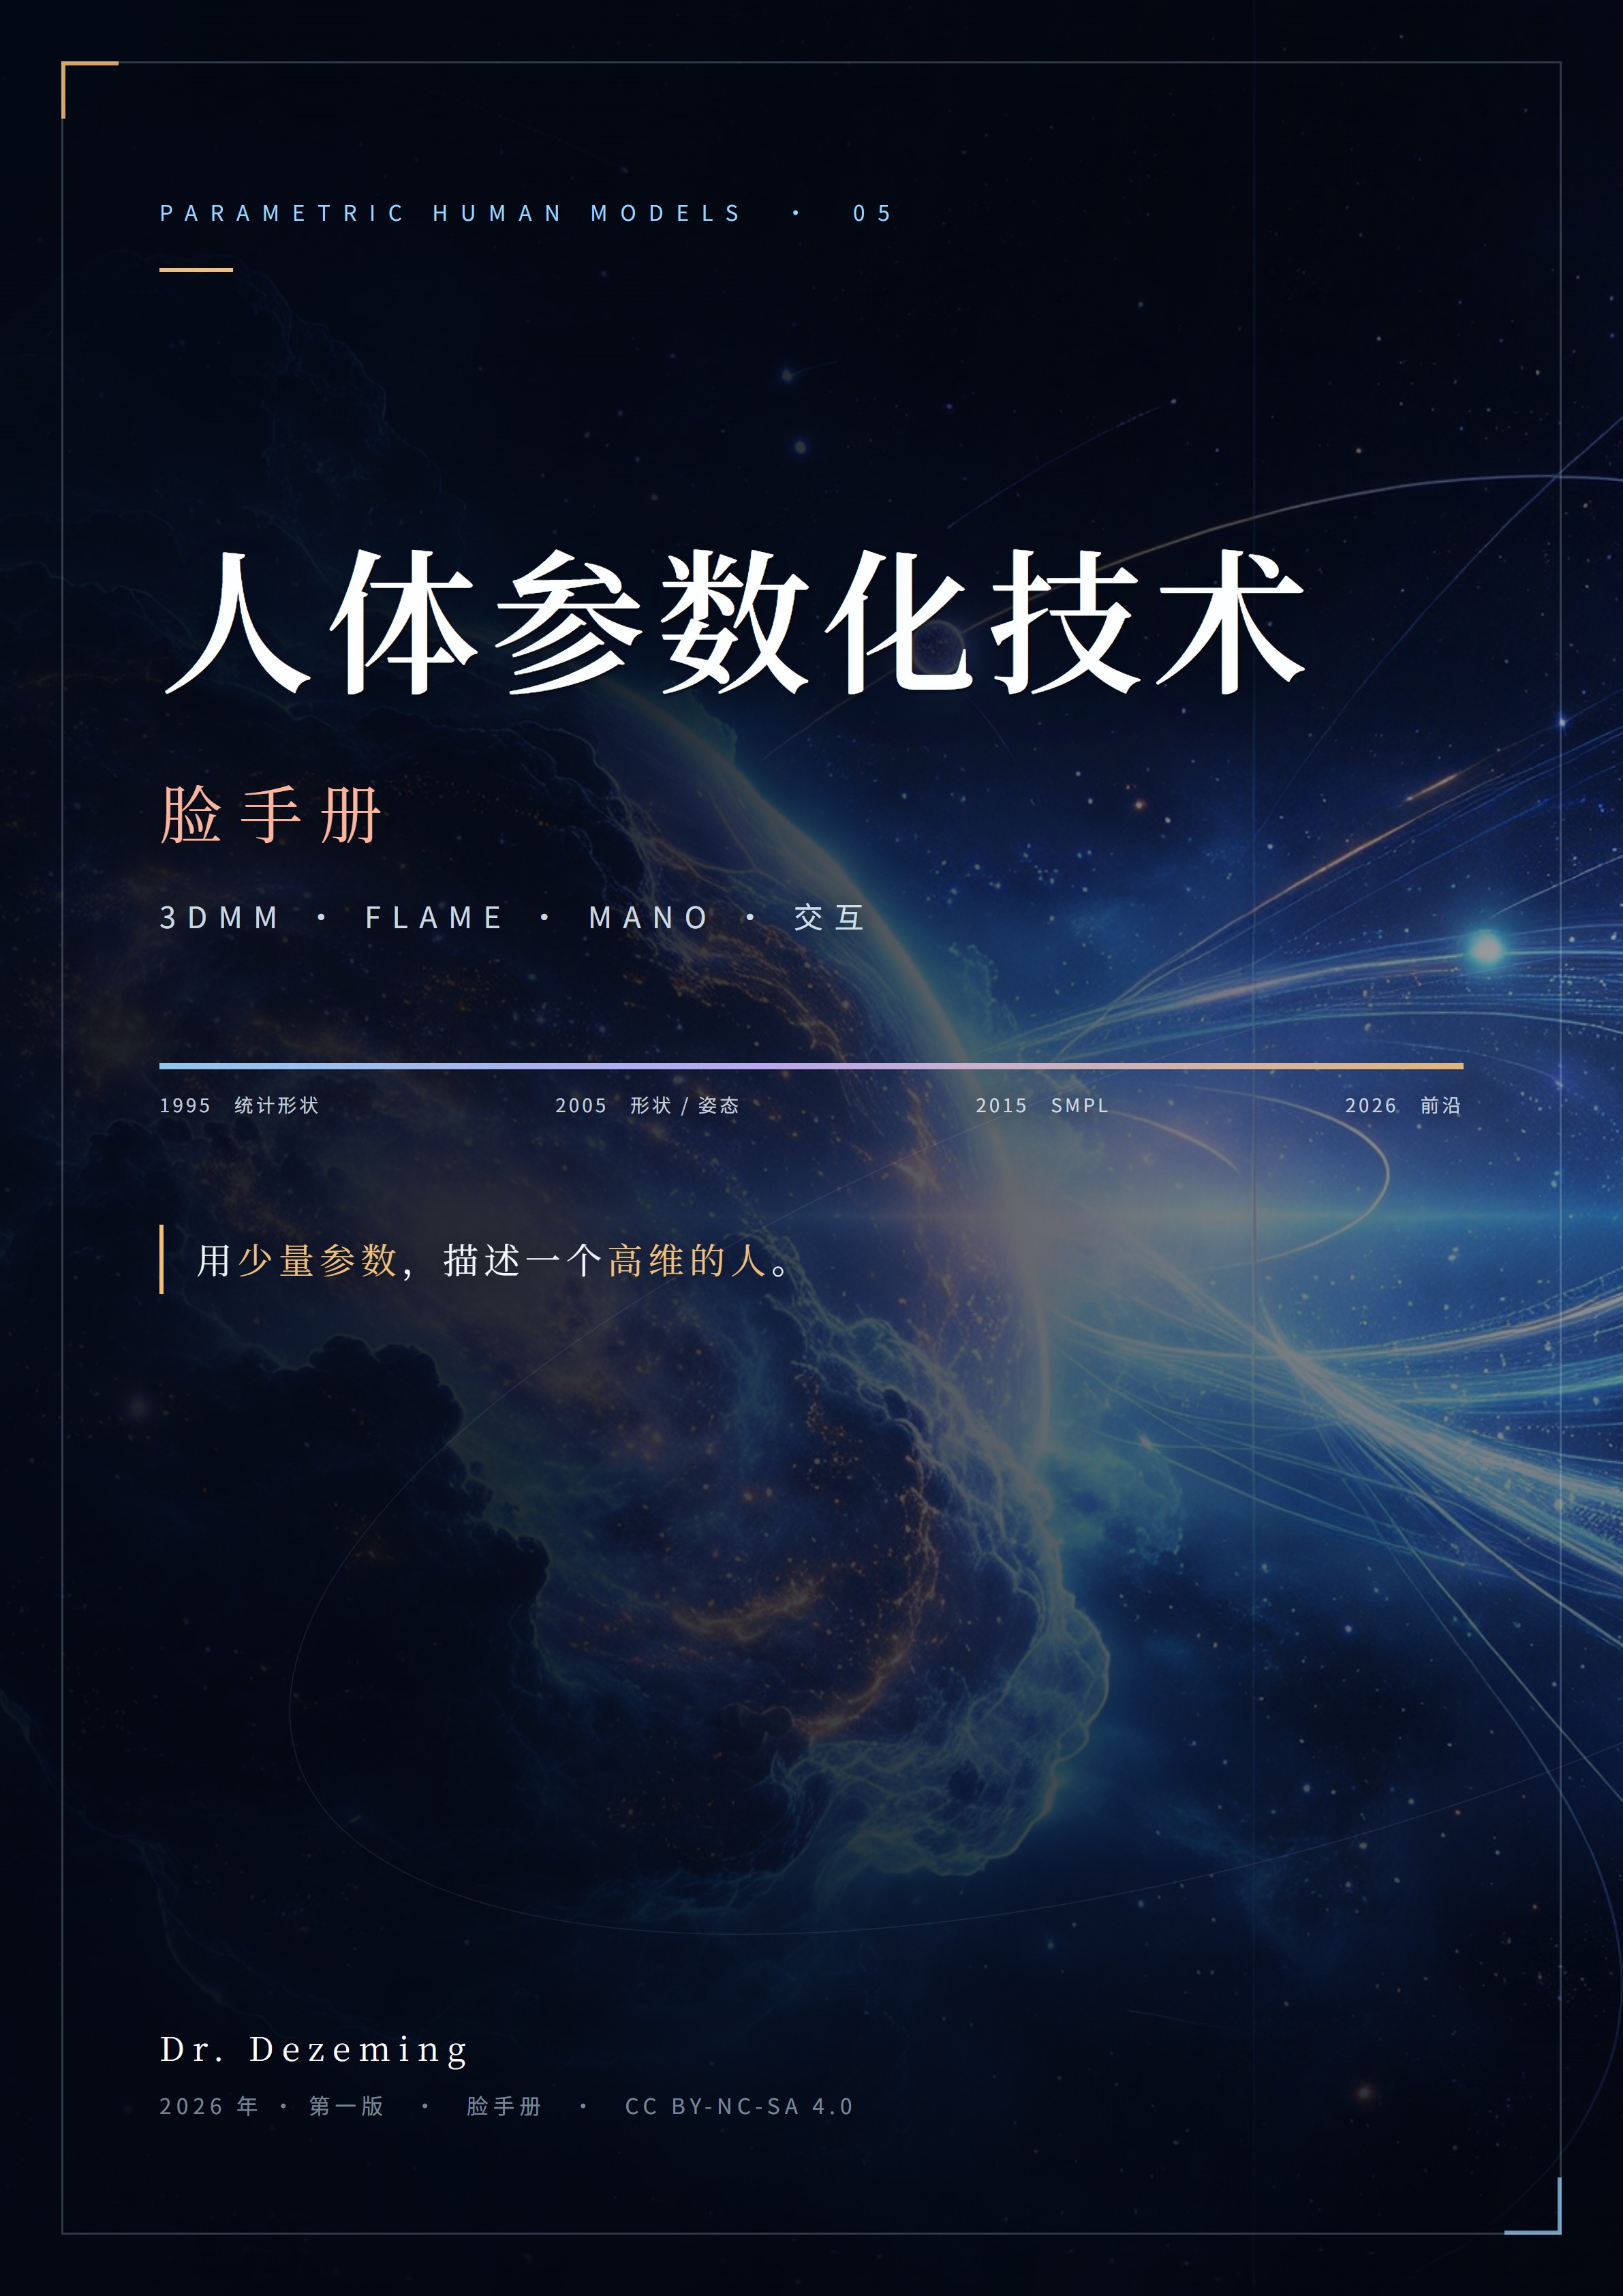 PARAMETRIC HUMAN MODELS • 05
人体参数化技术
脸手册
3DMM • FLAME • MANO • 交互
1995 统计形状 2005 形状 / 姿态 2015 SMPL 2026 前沿
用少量参数，描述一个高维的人。
Dr. Dezeming
2026 年 • 第一版 • 脸手册 • CC BY-NC-SA 4.0